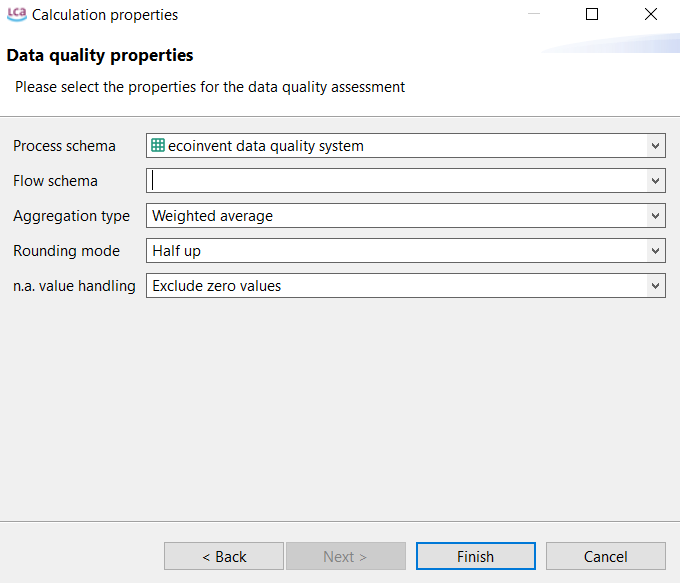 LCA Calculation properties
Data quality properties
Please select the properties for the data quality assessment
Process schema ecoinvent data quality system
Flow schema
Aggregation type Weighted average
Rounding mode Half up
n.a. value handling Exclude zero values
< Back Next > Finish Cancel